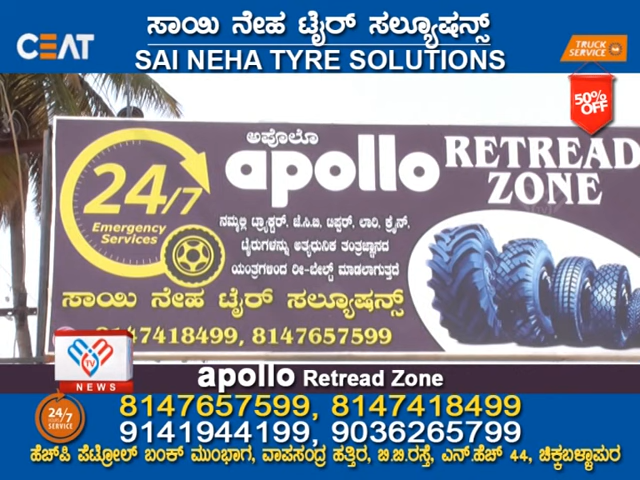 CEAT
ಸಾಯಿ ನೇಹ ಟೈರ್ ಸಲ್ಯೂಷನ್ಸ್
SAI NEHA TYRE SOLUTIONS
TRUCK
SERVICE
50%
OFF
24/7
Emergency
Services
ಅಪೊಲೊ
apollo
RETREAD
ZONE
ನಮ್ಮಲ್ಲಿ ಟ್ರ್ಯಾಕ್ಟರ್. ಜೆ.ಸಿ.ಬಿ. ಟಿಪ್ಪರ್. ಲಾರಿ. ಕ್ರೈನ್.
ಟೈರುಗಳನ್ನು ಅತ್ಯಧುನಿಕ ತಂತ್ರಜ್ಞಾನದ
ಯಂತ್ರಗಳಿಂದ ರೀ-ಬೇಲ್ಟ್ ಮಾಡಲಾಗುತ್ತದೆ
ಸಾಯಿ ನೇಹ ಟೈರ್ ಸಲ್ಯೂಷನ್ಸ್
8147418499, 8147657599
TV
NEWS
apollo Retread Zone
24/7
SERVICE
8147657599, 8147418499
9141944199, 9036265799
ಹೆಚ್‌ಪಿ ಪೆಟ್ರೋಲ್ ಬಂಕ್ ಮುಂಭಾಗ, ವಾಪಸಂದ್ರ ಹತ್ತಿರ, ಬಿ.ಬಿ.ರಸ್ತೆ, ಎನ್.ಹೆಚ್ 44, ಚಿಕ್ಕಬಳ್ಳಾಪುರ